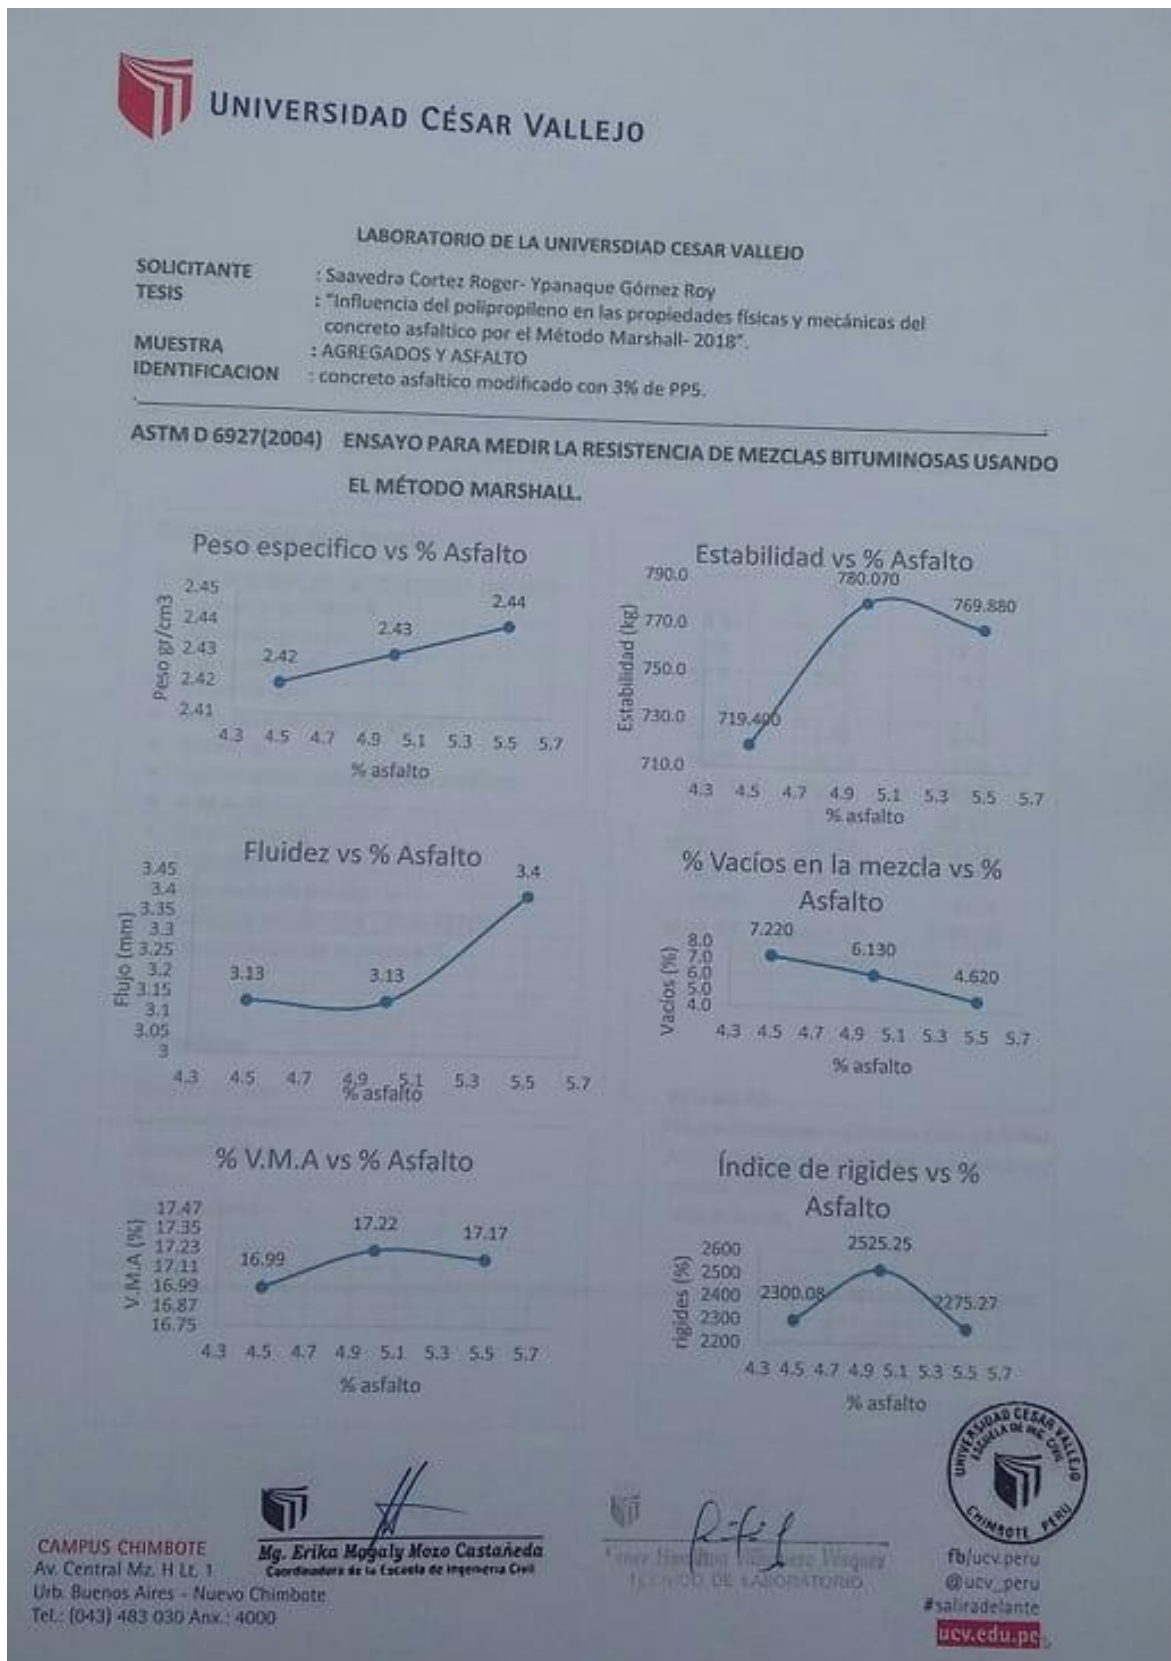 UNIVERSIDAD CÉSAR VALLEJO
LABORATORIO DE LA UNIVERSDIAD CESAR VALLEJO
SOLICITANTE : Saavedra Cortez Roger- Ypanaque Gómez Roy
TESIS : "Influencia del polipropileno en las propiedades físicas y mecánicas del
concreto asfaltico por el Método Marshall- 2018".
MUESTRA : AGREGADOS Y ASFALTO
IDENTIFICACION : concreto asfaltico modificado con 3% de PPS.
ASTM D 6927(2004) ENSAYO PARA MEDIR LA RESISTENCIA DE MEZCLAS BITUMINOSAS USANDO
EL MÉTODO MARSHALL.
Peso especifico vs % Asfalto
Peso gr/cm3
2.45
2.44
2.43
2.42
2.41
2.42
2.43
2.44
4.3 4.5 4.7 4.9 5.1 5.3 5.5 5.7
% asfalto
Estabilidad vs % Asfalto
Estabilidad (kg)
790.0
770.0
750.0
730.0
710.0
719.400
780.070
769.880
4.3 4.5 4.7 4.9 5.1 5.3 5.5 5.7
% asfalto
Fluidez vs % Asfalto
Flujo (mm)
3.45
3.4
3.35
3.3
3.25
3.2
3.15
3.1
3.05
3
3.13
3.13
3.4
4.3 4.5 4.7 4.9 5.1 5.3 5.5 5.7
% asfalto
% Vacíos en la mezcla vs %
Asfalto
Vacíos (%)
8.0
7.0
6.0
5.0
4.0
7.220
6.130
4.620
4.3 4.5 4.7 4.9 5.1 5.3 5.5 5.7
% asfalto
% V.M.A vs % Asfalto
V.M.A (%)
17.47
17.35
17.23
17.11
16.99
16.87
16.75
16.99
17.22
17.17
4.3 4.5 4.7 4.9 5.1 5.3 5.5 5.7
% asfalto
Índice de rigides vs %
Asfalto
rigides (%)
2600
2500
2400
2300
2200
2300.08
2525.25
2275.27
4.3 4.5 4.7 4.9 5.1 5.3 5.5 5.7
% asfalto
UNIVERSIDAD CESAR VALLEJO
ESCUELA DE ING. CIVIL
CHIMBOTE PERU
Mg. Erika Magaly Mozo Castañeda
Coordinadora de la Escuela de Ingeniería Civil
TECNICO DE LABORATORIO
CAMPUS CHIMBOTE
Av. Central Mz. H Lt. 1
Urb. Buenos Aires - Nuevo Chimbote
Tel.: (043) 483 030 Anx.: 4000
fb/ucv.peru
@ucv_peru
#saliradelante
ucv.edu.pe